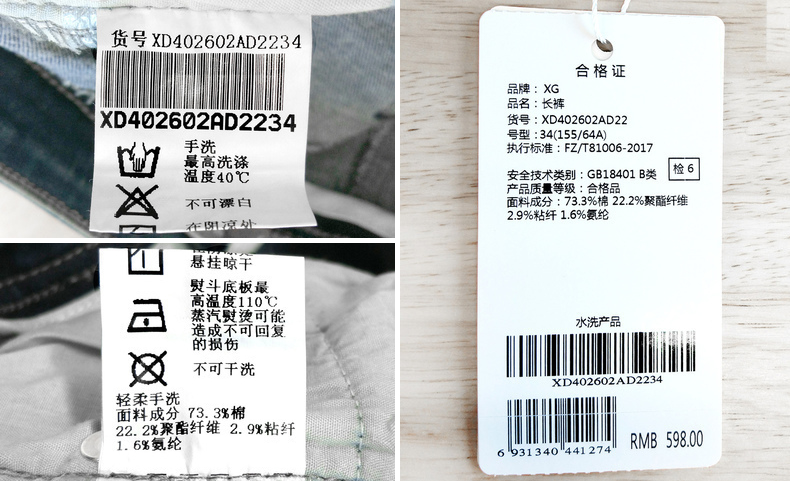 货号 XD402602AD2234
XD402602AD2234
手洗
最高洗涤
温度40℃
不可漂白
在阴凉处
悬挂晾干
熨斗底板最
高温度110℃
蒸汽熨烫可能
造成不可回复
的损伤
不可干洗
轻柔手洗
面料成分 73.3%棉
22.2%聚酯纤维 2.9%粘纤
1.6%氨纶
合格证
品牌： XG
品名：长裤
货号：XD402602AD22
号型：34(155/64A)
执行标准：FZ/T81006-2017
检 6
安全技术类别：GB18401 B类
产品质量等级：合格品
面料成分：73.3%棉 22.2%聚酯纤维
2.9%粘纤 1.6%氨纶
水洗产品
XD402602AD2234
6 931340 441274
RMB 598.00